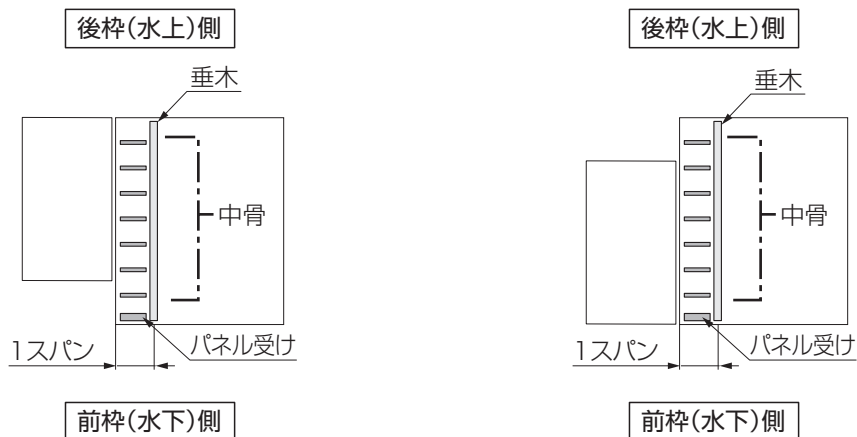 後枠(水上)側
垂木
中骨
1スパン
パネル受け
前枠(水下)側
後枠(水上)側
垂木
中骨
1スパン
パネル受け
前枠(水下)側